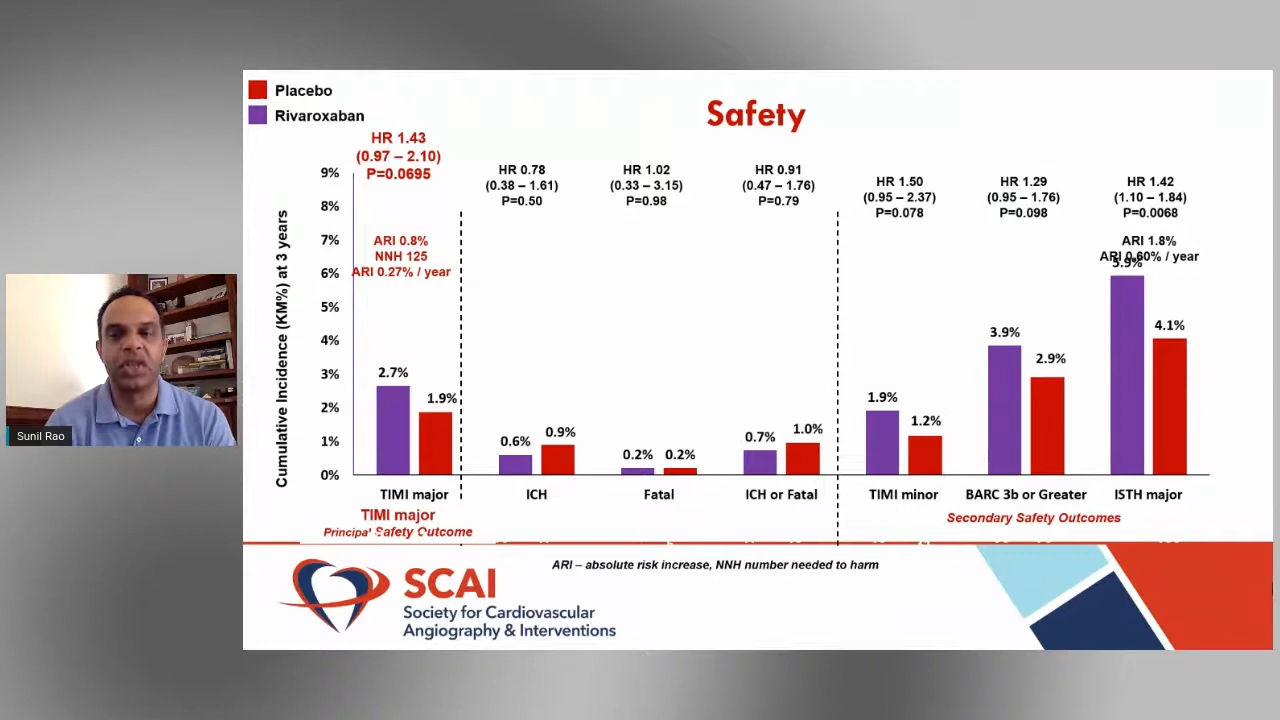 Placebo
Rivaroxaban
Safety
HR 1.43
(0.97 – 2.10)
P=0.0695
HR 0.78
(0.38 – 1.61)
P=0.50
HR 1.02
(0.33 – 3.15)
P=0.98
HR 0.91
(0.47 – 1.76)
P=0.79
HR 1.50
(0.95 – 2.37)
P=0.078
HR 1.29
(0.95 – 1.76)
P=0.098
HR 1.42
(1.10 – 1.84)
P=0.0068
ARI 0.8%
NNH 125
ARI 0.27% / year
ARI 1.8%
ARI 0.60% / year
Cumulative Incidence (KM%) at 3 years
9%
8%
7%
6%
5%
4%
3%
2%
1%
0%
2.7%
1.9%
0.6%
0.9%
0.2%
0.2%
0.7%
1.0%
1.9%
1.2%
3.9%
2.9%
5.9%
4.1%
TIMI major
ICH
Fatal
ICH or Fatal
TIMI minor
BARC 3b or Greater
ISTH major
TIMI major
Principal Safety Outcome
Secondary Safety Outcomes
ARI – absolute risk increase, NNH number needed to harm
SCAI
Society for Cardiovascular
Angiography & Interventions
Sunil Rao